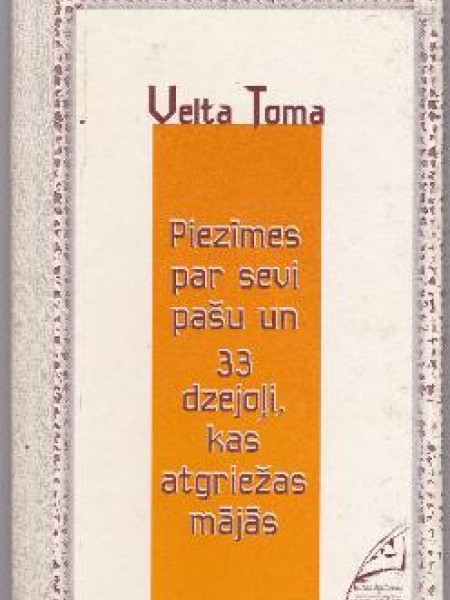 Velta Toma
Piezīmes
par sevi
pašu un
33
dzejoļi,
kas
atgriežas
mājās